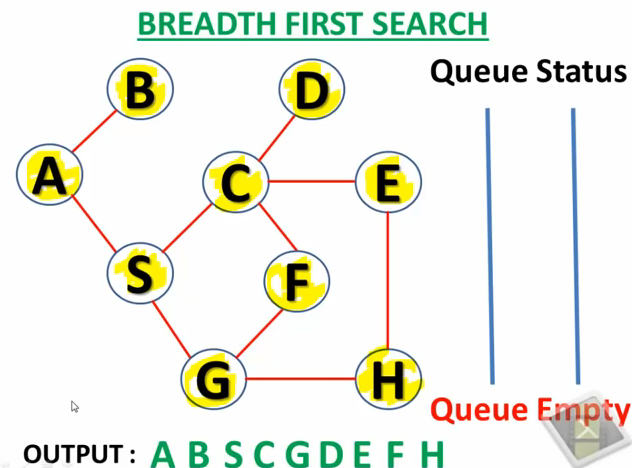 BREADTH FIRST SEARCH
Queue Status
B
D
A
C
E
S
F
G
H
Queue Empty
OUTPUT : A B S C G D E F H